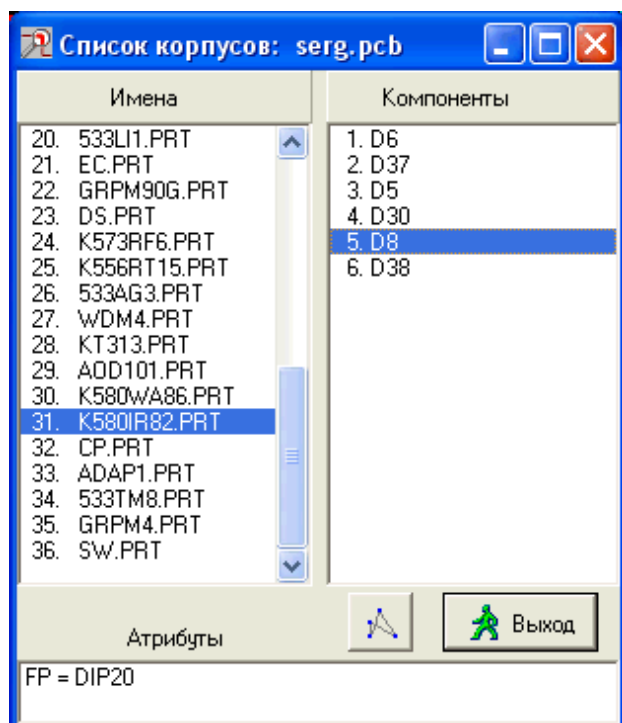 Список корпусов: serg.pcb
Имена
Компоненты
20. 533LI1.PRT
21. EC.PRT
22. GRPM90G.PRT
23. DS.PRT
24. K573RF6.PRT
25. K556RT15.PRT
26. 533AG3.PRT
27. WDM4.PRT
28. KT313.PRT
29. AOD101.PRT
30. K580WA86.PRT
31. K580IR82.PRT
32. CP.PRT
33. ADAP1.PRT
34. 533TM8.PRT
35. GRPM4.PRT
36. SW.PRT
1. D6
2. D37
3. D5
4. D30
5. D8
6. D38
Атрибуты
Выход
FP = DIP20